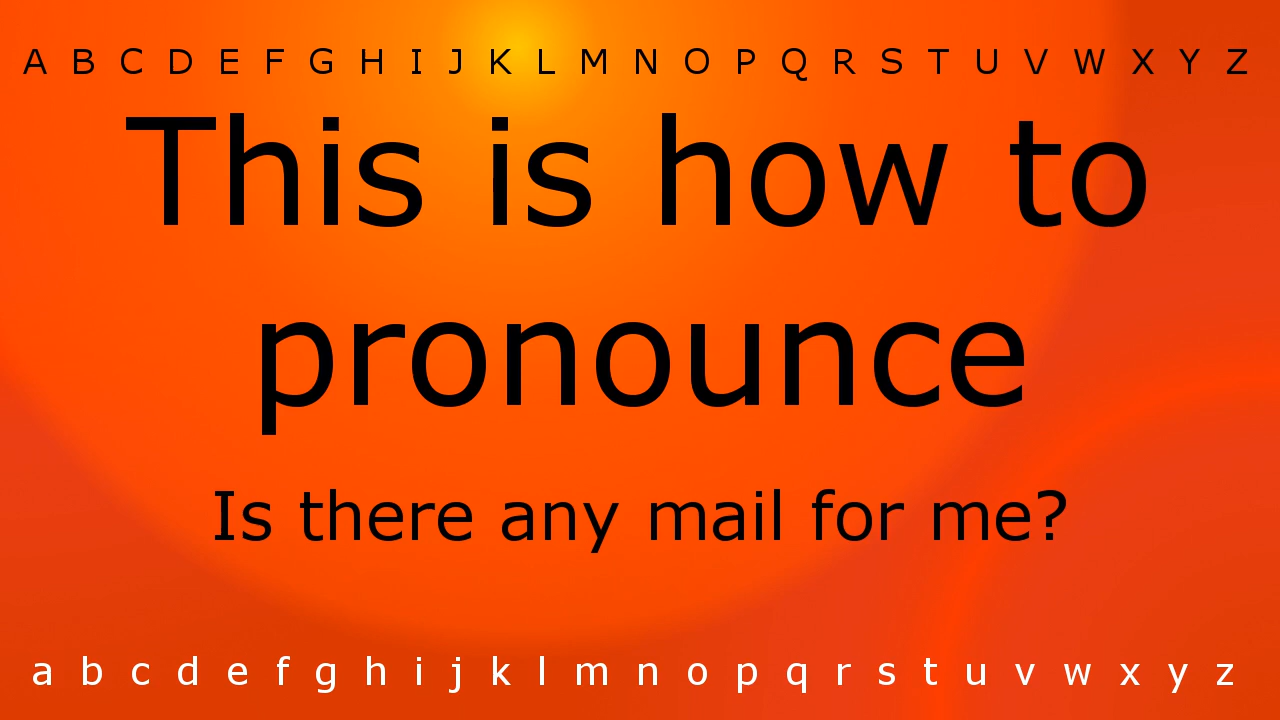 A B C D E F G H I J K L M N O P Q R S T U V W X Y Z
This is how to
pronounce
Is there any mail for me?
a b c d e f g h i j k l m n o p q r s t u v w x y z